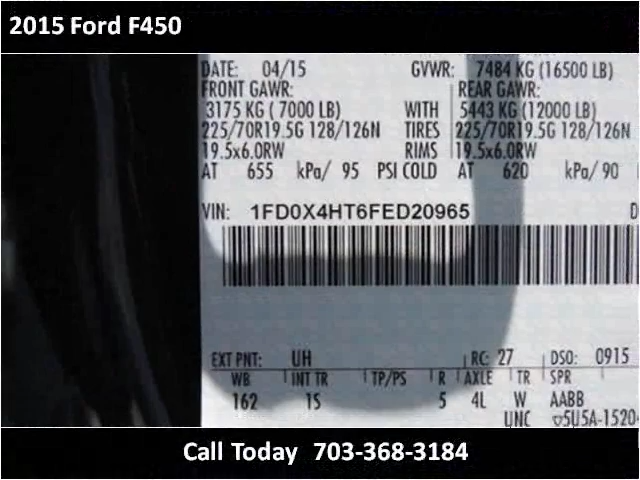 2015 Ford F450
DATE: 04/15 GVWR: 7484 KG (16500 LB)
FRONT GAWR: REAR GAWR:
3175 KG ( 7000 LB) WITH 5443 KG (12000 LB)
225/70R19.5G 128/126N TIRES 225/70R19.5G 128/126N
19.5x6.0RW RIMS 19.5x6.0RW
AT 655 kPa/ 95 PSI COLD AT 620 kPa/ 90
VIN: 1FD0X4HT6FED20965
EXT PNT: UH RC: 27 DSO: 0915
WB INT TR TP/PS R AXLE TR SPR
162 1S 5 4L W AABB
UNC 5U5A-1520
Call Today 703-368-3184